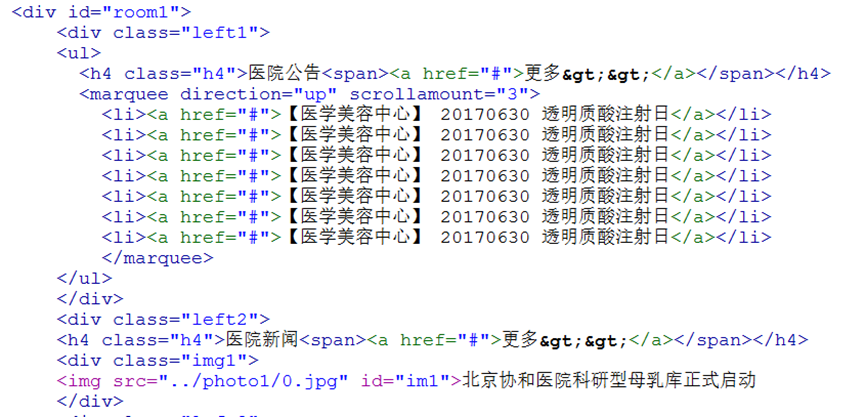 <div id="room1">
<div class="left1">
<ul>
<h4 class="h4">医院公告<span><a href="#">更多&gt;&gt;</a></span></h4>
<marquee direction="up" scrollamount="3">
<li><a href="#">【医学美容中心】 20170630 透明质酸注射日</a></li>
<li><a href="#">【医学美容中心】 20170630 透明质酸注射日</a></li>
<li><a href="#">【医学美容中心】 20170630 透明质酸注射日</a></li>
<li><a href="#">【医学美容中心】 20170630 透明质酸注射日</a></li>
<li><a href="#">【医学美容中心】 20170630 透明质酸注射日</a></li>
<li><a href="#">【医学美容中心】 20170630 透明质酸注射日</a></li>
<li><a href="#">【医学美容中心】 20170630 透明质酸注射日</a></li>
</marquee>
</ul>
</div>
<div class="left2">
<h4 class="h4">医院新闻<span><a href="#">更多&gt;&gt;</a></span></h4>
<div class="img1">
<img src="../photo1/0.jpg" id="im1">北京协和医院科研型母乳库正式启动
</div>